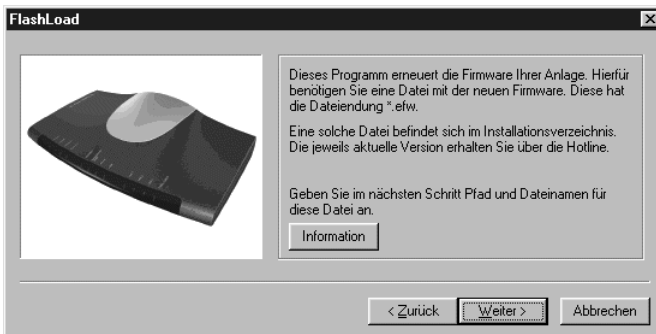 FlashLoad
Dieses Programm erneuert die Firmware Ihrer Anlage. Hierfür
benötigen Sie eine Datei mit der neuen Firmware. Diese hat
die Dateiendung *.efw.
Eine solche Datei befindet sich im Installationsverzeichnis.
Die jeweils aktuelle Version erhalten Sie über die Hotline.
Geben Sie im nächsten Schritt Pfad und Dateinamen für
diese Datei an.
Information
< Zurück
Weiter >
Abbrechen